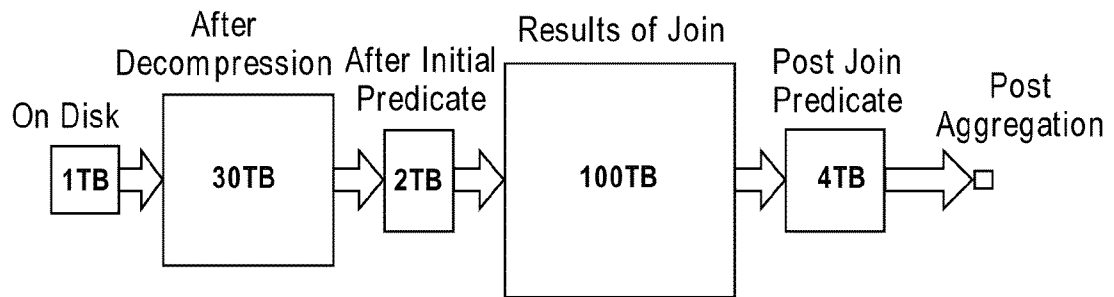 On Disk
1TB
After
Decompression
30TB
After Initial
Predicate
2TB
Results of Join
100TB
Post Join
Predicate
4TB
Post
Aggregation